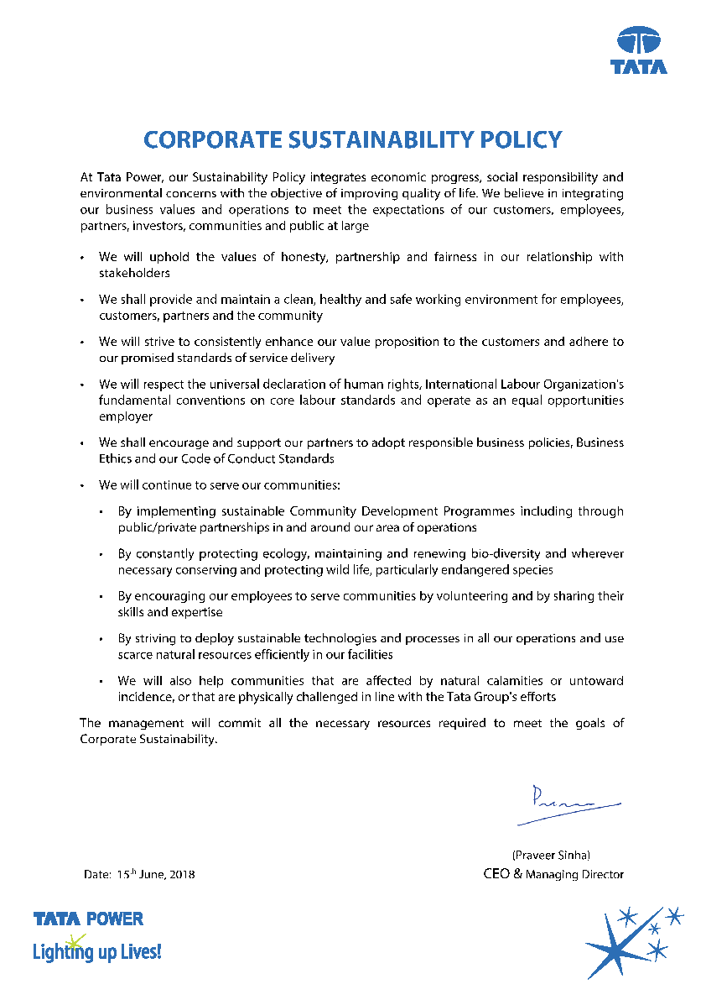 TATA
CORPORATE SUSTAINABILITY POLICY
At Tata Power, our Sustainability Policy integrates economic progress, social responsibility and
environmental concerns with the objective of improving quality of life. We believe in integrating
our business values and operations to meet the expectations of our customers, employees,
partners, investors, communities and public at large
• We will uphold the values of honesty, partnership and fairness in our relationship with
stakeholders
• We shall provide and maintain a clean, healthy and safe working environment for employees,
customers, partners and the community
• We will strive to consistently enhance our value proposition to the customers and adhere to
our promised standards of service delivery
• We will respect the universal declaration of human rights, International Labour Organization's
fundamental conventions on core labour standards and operate as an equal opportunities
employer
• We shall encourage and support our partners to adopt responsible business policies, Business
Ethics and our Code of Conduct Standards
• We will continue to serve our communities:
• By implementing sustainable Community Development Programmes including through
public/private partnerships in and around our area of operations
• By constantly protecting ecology, maintaining and renewing bio-diversity and wherever
necessary conserving and protecting wild life, particularly endangered species
• By encouraging our employees to serve communities by volunteering and by sharing their
skills and expertise
• By striving to deploy sustainable technologies and processes in all our operations and use
scarce natural resources efficiently in our facilities
• We will also help communities that are affected by natural calamities or untoward
incidence, or that are physically challenged in line with the Tata Group's efforts
The management will commit all the necessary resources required to meet the goals of
Corporate Sustainability.
(Praveer Sinha)
Date: 15th June, 2018 CEO & Managing Director
TATA POWER
Lighting up Lives!